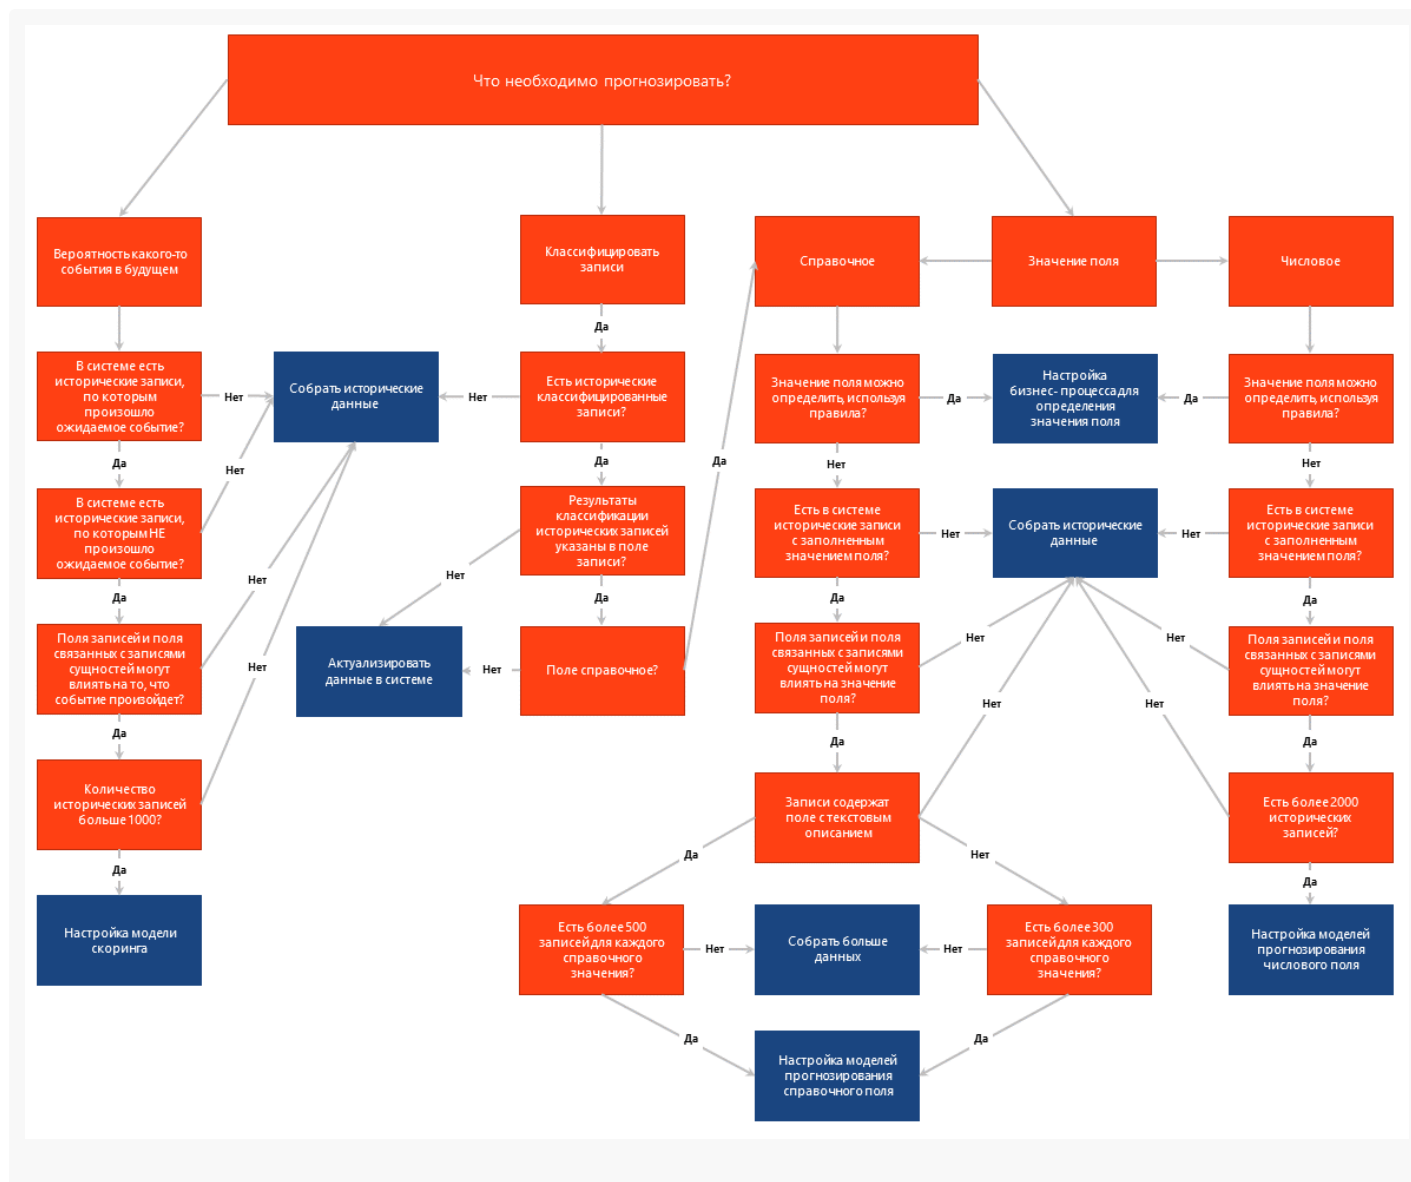 Что необходимо прогнозировать?
Вероятность какого-то
события в будущем
Классифицировать
записи
Справочное
Значение поля
Числовое
Да
В системе есть
исторические записи,
по которым
произошло
ожидаемое событие?
Нет
Собрать исторические
данные
Нет
Есть исторические
классифицированные
записи?
Значение поля можно
определить, используя
правила?
Да
Настройка
бизнес- процесса для
определения
значения поля
Да
Значение поля можно
определить, используя
правила?
Да
Нет
Да
Да
Нет
Нет
В системе есть
исторические записи,
по которым НЕ
произошло
ожидаемое событие?
Результаты
классификации
исторических записей
указаны в поле
записи?
Есть в системе
исторические записи
с заполненным
значением поля?
Нет
Собрать исторические
данные
Нет
Есть в системе
исторические записи
с заполненным
значением поля?
Нет
Нет
Да
Да
Да
Да
Поля записей и поля
связанных с записями
сущностей могут
влиять на то, что
событие произойдет?
Нет
Актуализировать
данные в системе
Нет
Поле справочное?
Поля записей и поля
связанных с записями
сущностей могут
влиять на значение
поля?
Нет
Нет
Поля записей и поля
связанных с записями
сущностей могут
влиять на значение
поля?
Да
Да
Нет
Нет
Да
Количество
исторических записей
больше 1000?
Записи содержат
поле с текстовым
описанием
Есть более 2000
исторических
записей?
Да
Да
Нет
Да
Настройка модели
скоринга
Есть более 500
записей для каждого
справочного
значения?
Нет
Собрать больше
данных
Нет
Есть более 300
записей для каждого
справочного
значения?
Настройка моделей
прогнозирования
числового поля
Да
Да
Настройка моделей
прогнозирования
справочного поля